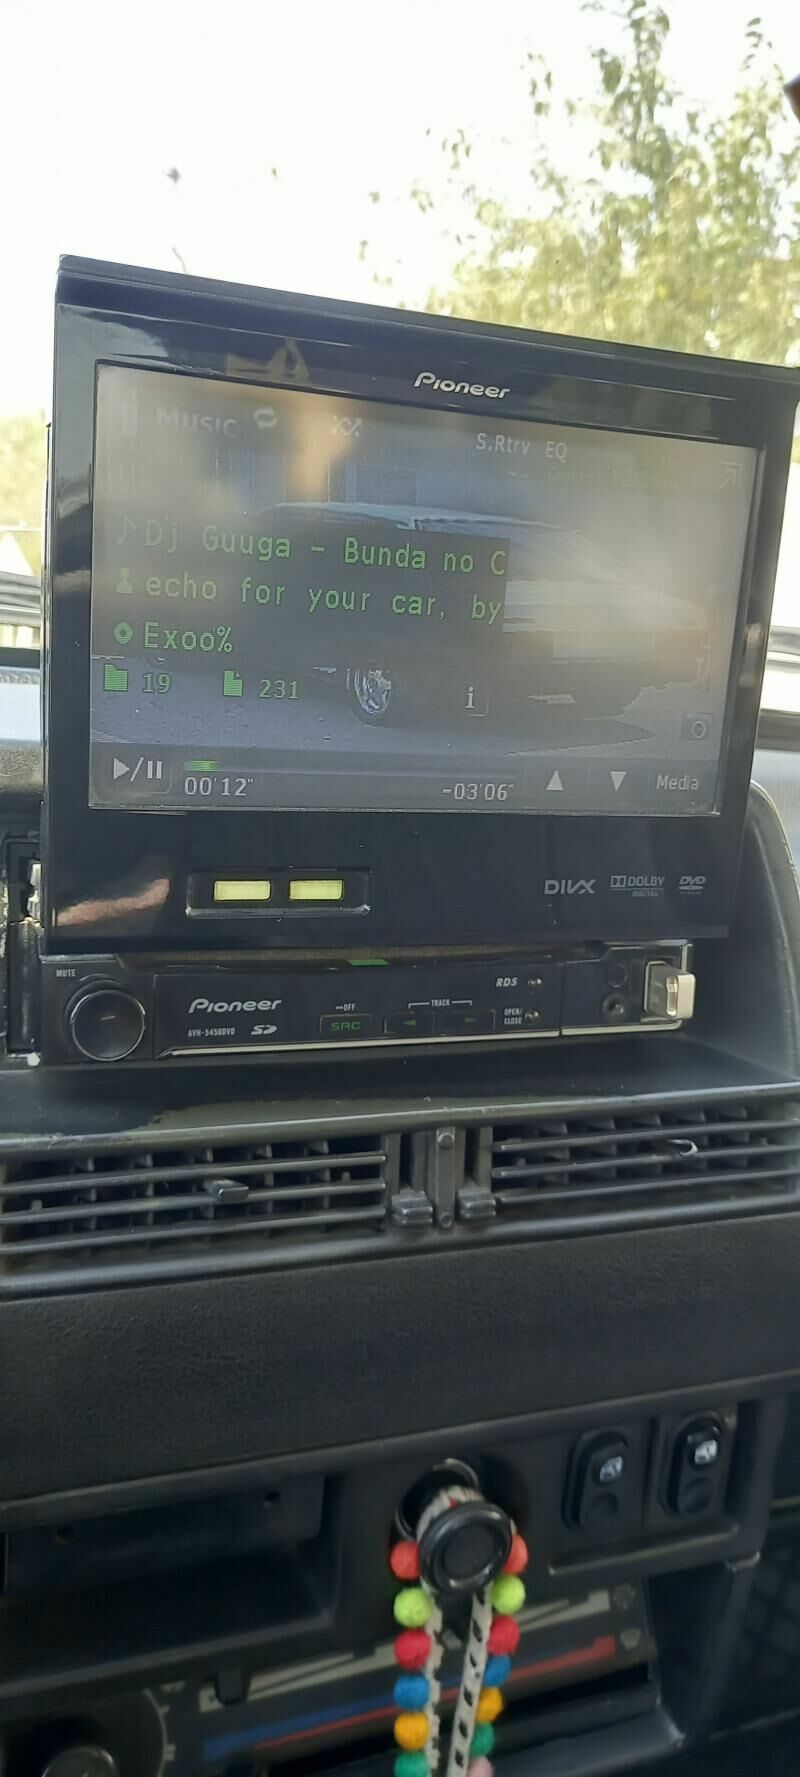 Pioneer
Music
S.Rtrv EQ
Dj Guuga - Bunda no C
echo for your car, by
Exoo%
19 231
i
00'12" -03'06" Media
DIVX DOLBY DIGITAL DVD
MUTE
Pioneer
AVH-5450DVD SD
OFF
SRC
TRACK
RDS
OPEN/
CLOSE